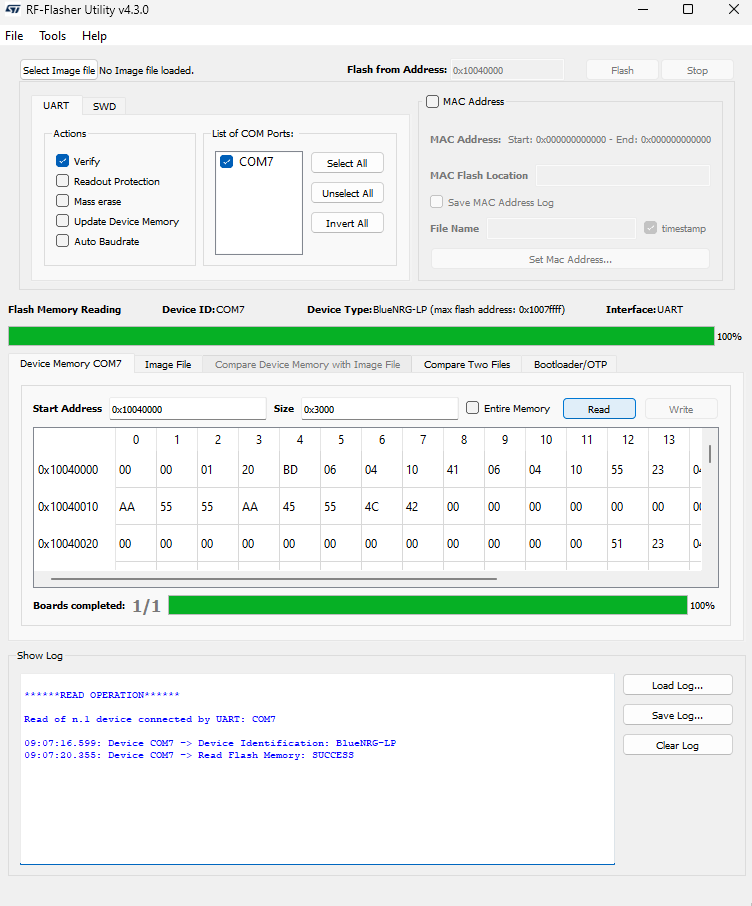 RF-Flasher Utility v4.3.0
File Tools Help
Select Image file No Image file loaded. Flash from Address: 0x10040000 Flash Stop
UART SWD
MAC Address
Actions
Verify
Readout Protection
Mass erase
Update Device Memory
Auto Baudrate
List of COM Ports:
COM7
Select All
Unselect All
Invert All
MAC Address: Start: 0x000000000000 - End: 0x000000000000
MAC Flash Location
Save MAC Address Log
File Name timestamp
Set Mac Address...
Flash Memory Reading Device ID:COM7 Device Type:BlueNRG-LP (max flash address: 0x1007ffff) Interface:UART
100%
Device Memory COM7 Image File Compare Device Memory with Image File Compare Two Files Bootloader/OTP
Start Address 0x10040000 Size 0x3000 Entire Memory Read Write
0 1 2 3 4 5 6 7 8 9 10 11 12 13
0x10040000 00 00 01 20 BD 06 04 10 41 06 04 10 55 23
0x10040010 AA 55 55 AA 45 55 4C 42 00 00 00 00 00 00
0x10040020 00 00 00 00 00 00 00 00 00 00 00 00 51 23
Boards completed: 1/1 100%
Show Log
******READ OPERATION******
Read of n.1 device connected by UART: COM7
09:07:16.599: Device COM7 -> Device Identification: BlueNRG-LP
09:07:20.355: Device COM7 -> Read Flash Memory: SUCCESS
Load Log...
Save Log...
Clear Log